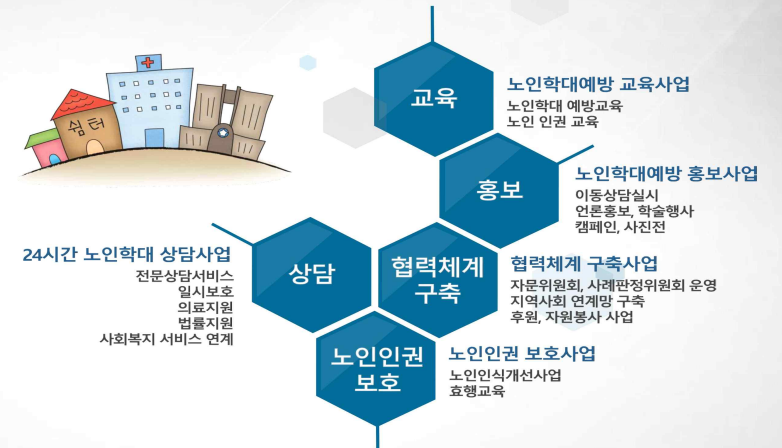 쉼터
교육
노인학대예방 교육사업
노인학대 예방교육
노인 인권 교육
홍보
노인학대예방 홍보사업
이동상담실시
언론홍보, 학술행사
캠페인, 사진전
24시간 노인학대 상담사업
전문상담서비스
일시보호
의료지원
법률지원
사회복지 서비스 연계
상담
협력체계
구축
협력체계 구축사업
자문위원회, 사례판정위원회 운영
지역사회 연계망 구축
후원, 자원봉사 사업
노인인권
보호
노인인권 보호사업
노인인식개선사업
효행교육